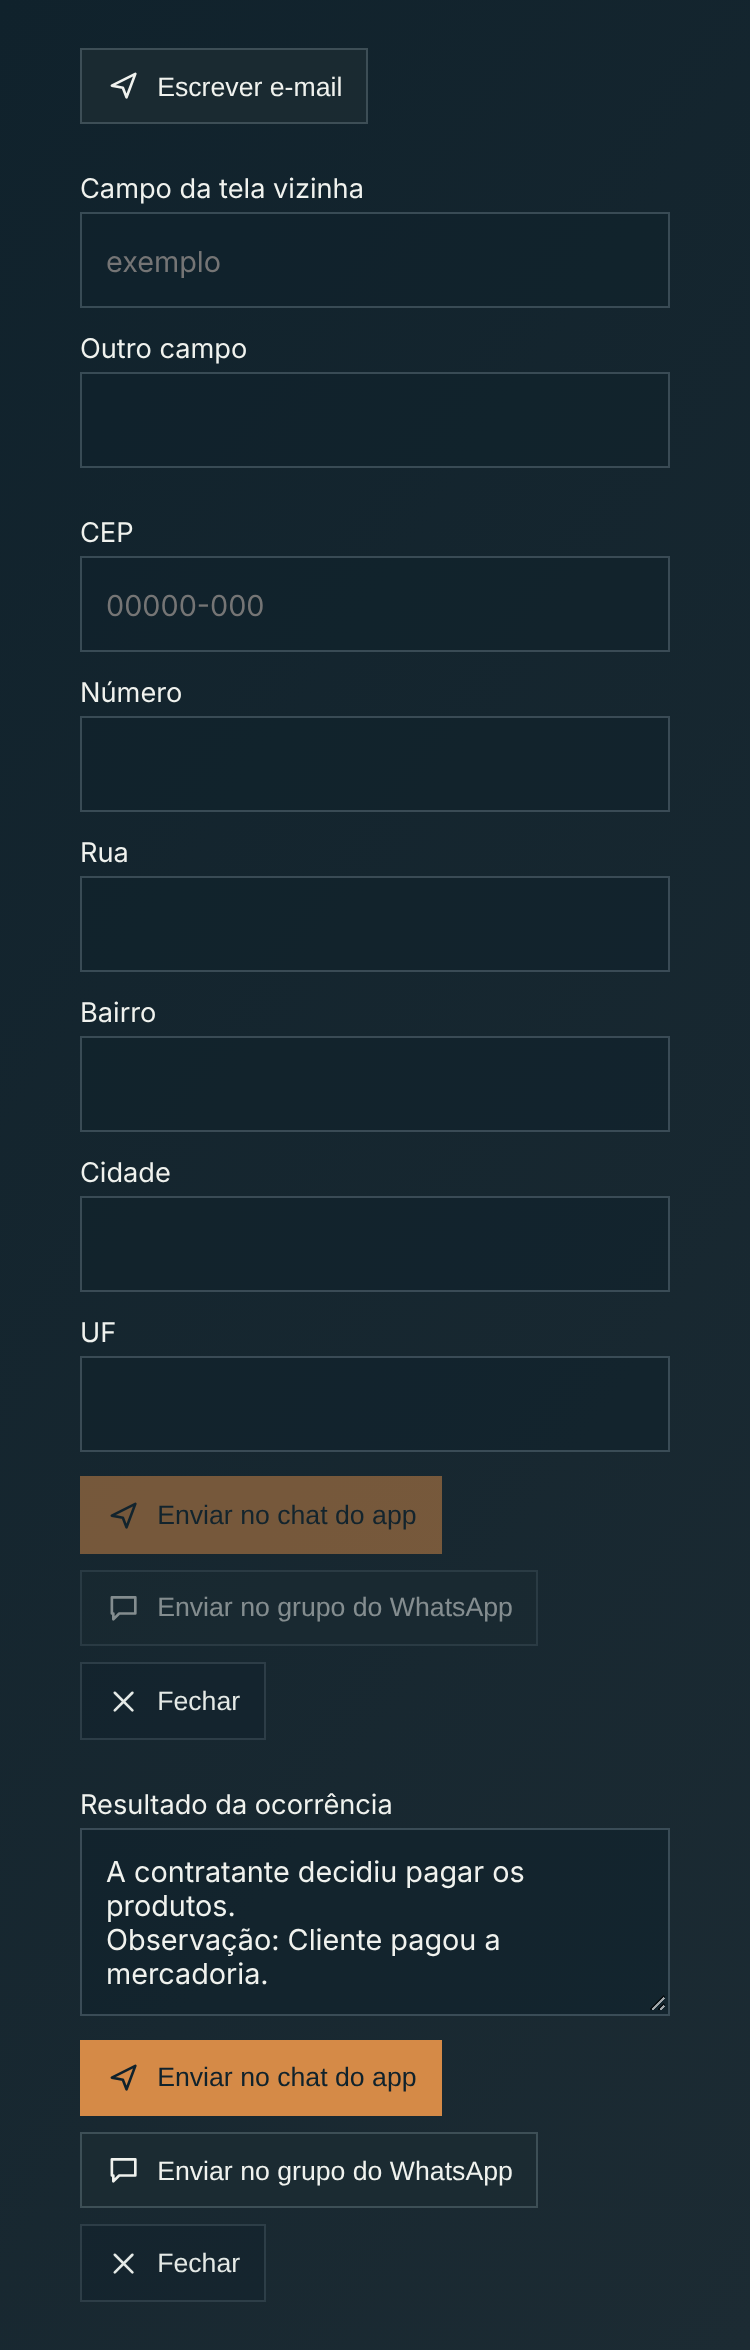 Escrever e-mail
Campo da tela vizinha
exemplo
Outro campo
CEP
00000-000
Número
Rua
Bairro
Cidade
UF
Enviar no chat do app
Enviar no grupo do WhatsApp
Fechar
Resultado da ocorrência
A contratante decidiu pagar os
produtos.
Observação: Cliente pagou a
mercadoria.
Enviar no chat do app
Enviar no grupo do WhatsApp
Fechar